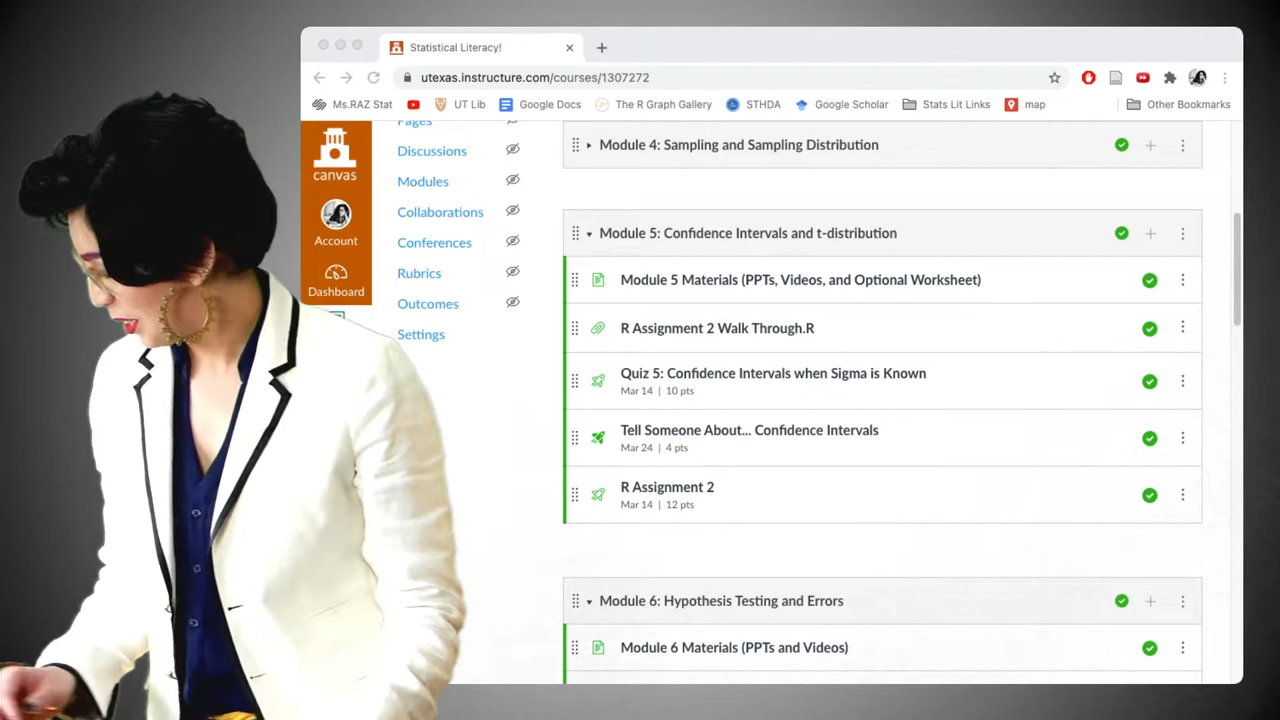 Statistical Literacy!
utexas.instructure.com/courses/1307272
Ms.RAZ Stat
UT Lib
Google Docs
The R Graph Gallery
STHDA
Google Scholar
Stats Lit Links
map
Other Bookmarks
canvas
Account
Dashboard
Pages
Discussions
Modules
Collaborations
Conferences
Rubrics
Outcomes
Settings
Module 4: Sampling and Sampling Distribution
Module 5: Confidence Intervals and t-distribution
Module 5 Materials (PPTs, Videos, and Optional Worksheet)
R Assignment 2 Walk Through.R
Quiz 5: Confidence Intervals when Sigma is Known
Mar 14 | 10 pts
Tell Someone About... Confidence Intervals
Mar 24 | 4 pts
R Assignment 2
Mar 14 | 12 pts
Module 6: Hypothesis Testing and Errors
Module 6 Materials (PPTs and Videos)